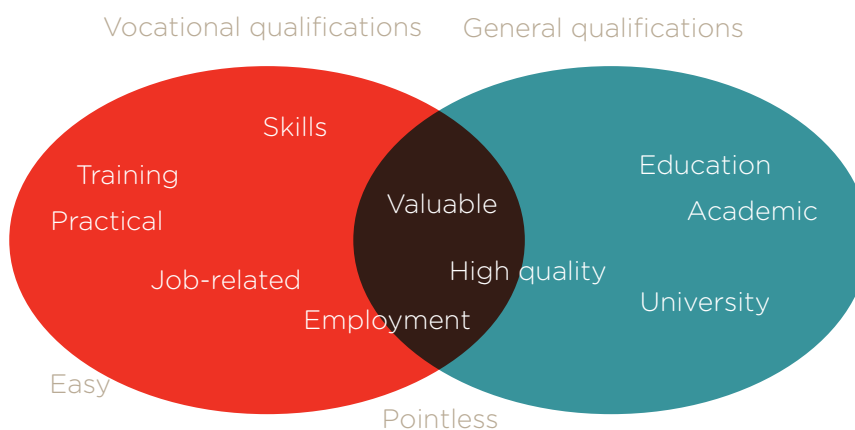 Vocational qualifications
General qualifications
Skills
Training
Education
Valuable
Academic
Practical
High quality
Job-related
University
Employment
Easy
Pointless